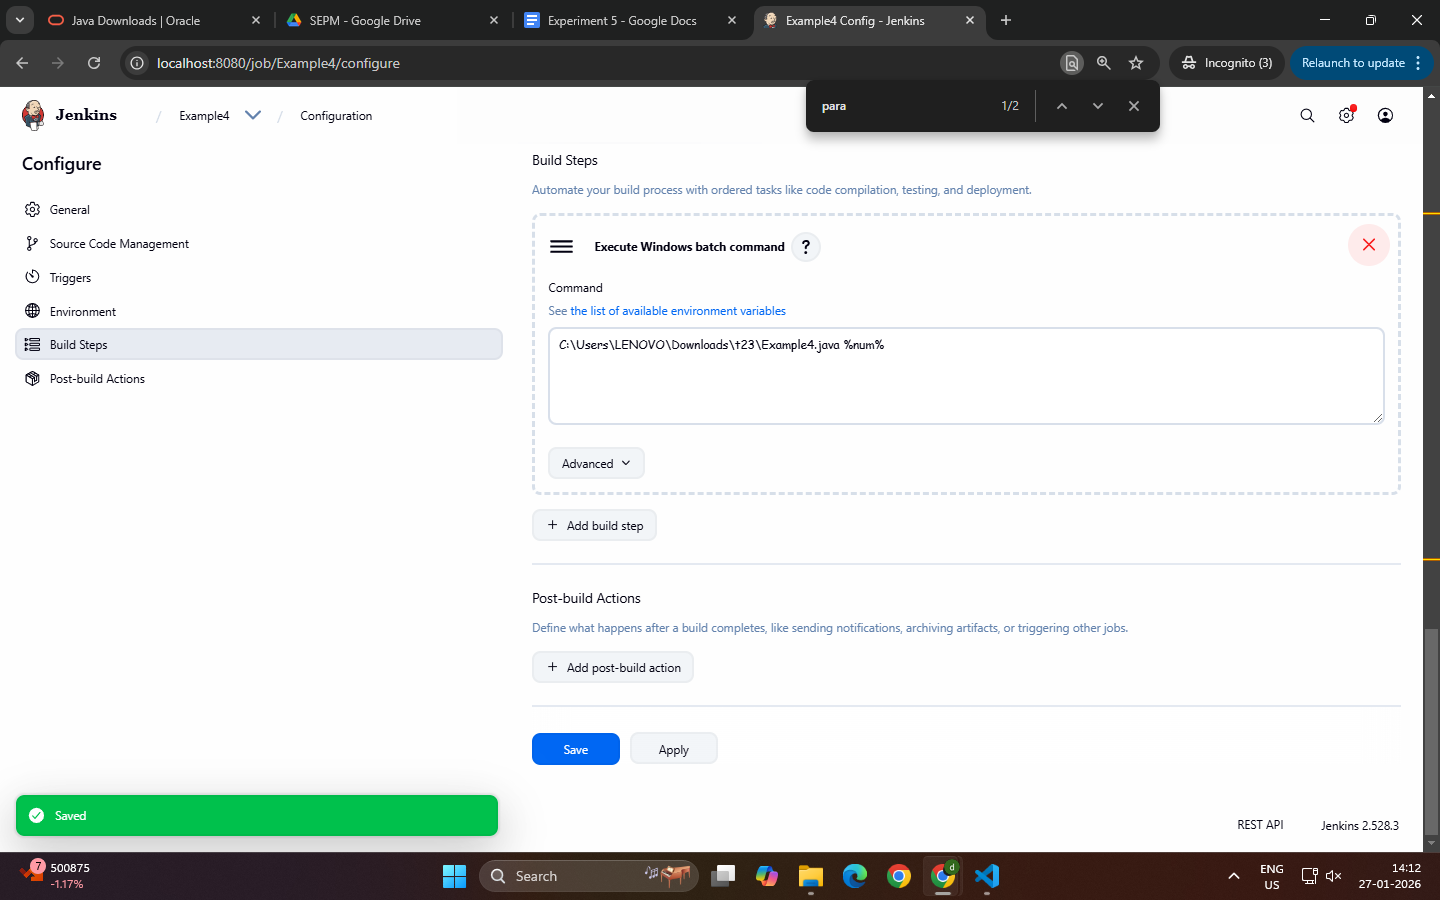 Java Downloads | Oracle
SEPM - Google Drive
Experiment 5 - Google Docs
Example4 Config - Jenkins
localhost:8080/job/Example4/configure
Incognito (3)
Relaunch to update
para
1/2
Jenkins
/
Example4
/
Configuration
Configure
General
Source Code Management
Triggers
Environment
Build Steps
Post-build Actions
Build Steps
Automate your build process with ordered tasks like code compilation, testing, and deployment.
Execute Windows batch command
?
Command
See the list of available environment variables
C:\Users\LENOVO\Downloads\t23\Example4.java %num%
Advanced
+ Add build step
Post-build Actions
Define what happens after a build completes, like sending notifications, archiving artifacts, or triggering other jobs.
+ Add post-build action
Save
Apply
Saved
REST API
Jenkins 2.528.3
7
500875
-1.17%
Search
d
ENG
US
14:12
27-01-2026